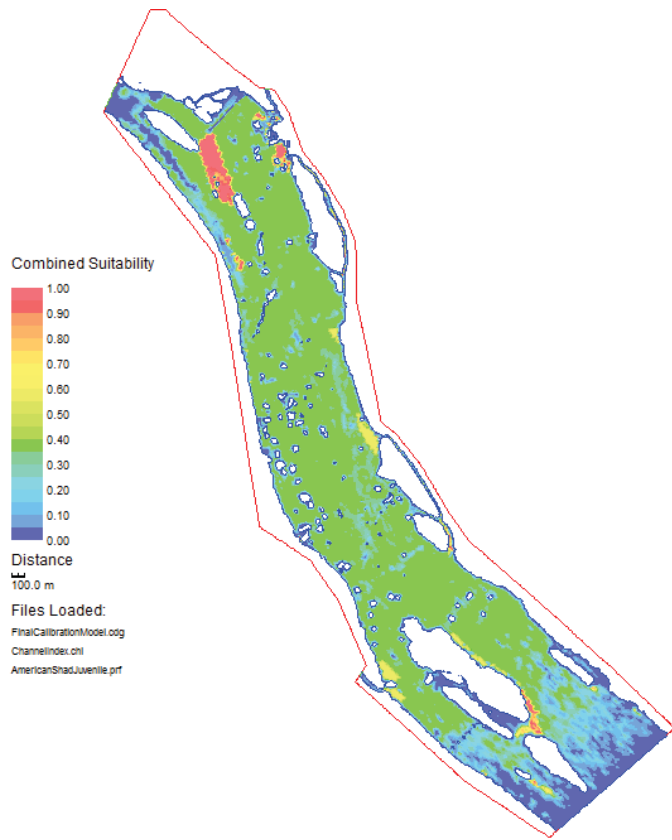 Combined Suitability
1.00
0.90
0.80
0.70
0.60
0.50
0.40
0.30
0.20
0.10
0.00
Distance
100.0 m
Files Loaded:
FinalCalibrationModel.cdg
ChannelIndex.chi
AmericanShadJuvenile.prf